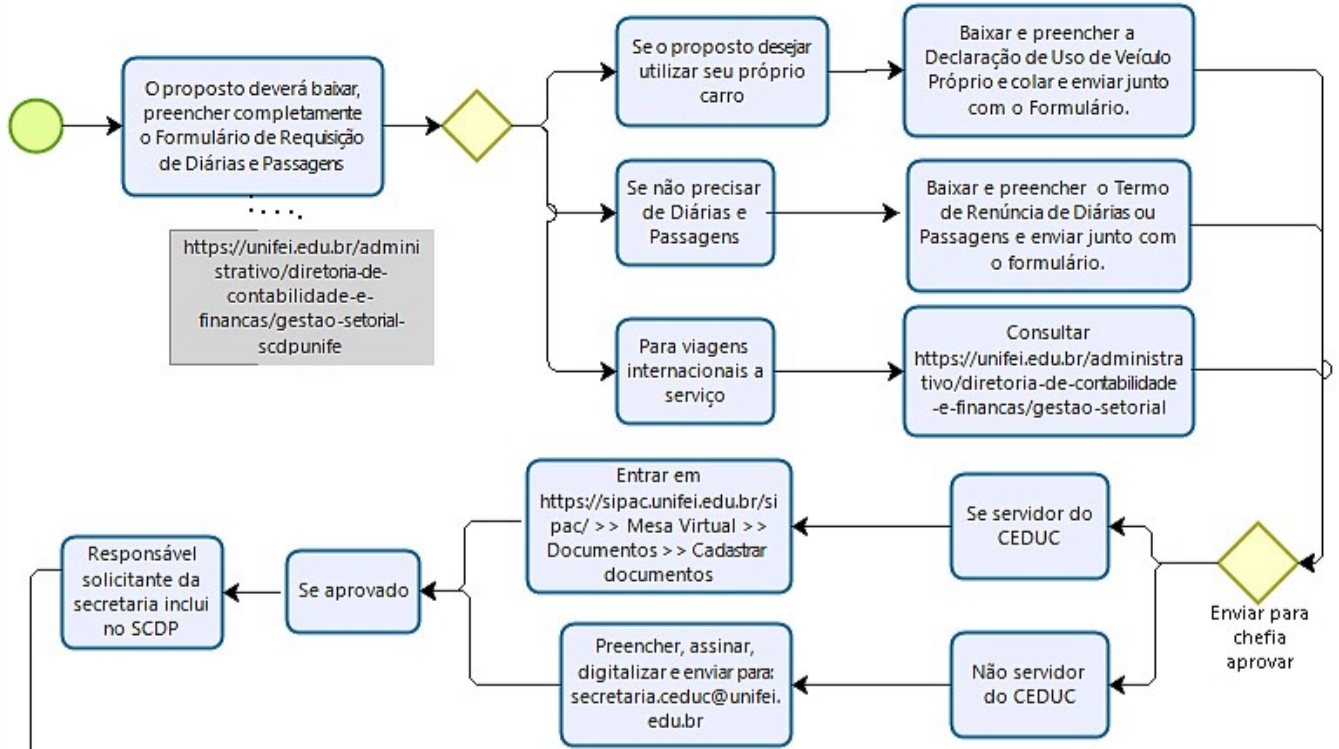 O proposto deverá baixar,
preencher completamente
o Formulário de Requisição
de Diárias e Passagens
https://unifei.edu.br/admini
strativo/diretoria-de-
contabilidade-e-
financas/gestao-setorial-
scdpunife
Se o proposto desejar
utilizar seu próprio
carro
Baixar e preencher a
Declaração de Uso de Veículo
Próprio e colar e enviar junto
com o Formulário.
Se não precisar
de Diárias e
Passagens
Baixar e preencher o Termo
de Renúncia de Diárias ou
Passagens e enviar junto com
o formulário.
Para viagens
internacionais a
serviço
Consultar
https://unifei.edu.br/administra
tivo/diretoria-de-contabilidade
-e-financas/gestao-setorial
Enviar para
chefia
aprovar
Se servidor do
CEDUC
Entrar em
https://sipac.unifei.edu.br/si
pac/ >> Mesa Virtual >>
Documentos >> Cadastrar
documentos
Não servidor
do CEDUC
Preencher, assinar,
digitalizar e enviar para:
secretaria.ceduc@unifei.
edu.br
Se aprovado
Responsável
solicitante da
secretaria inclui
no SCDP